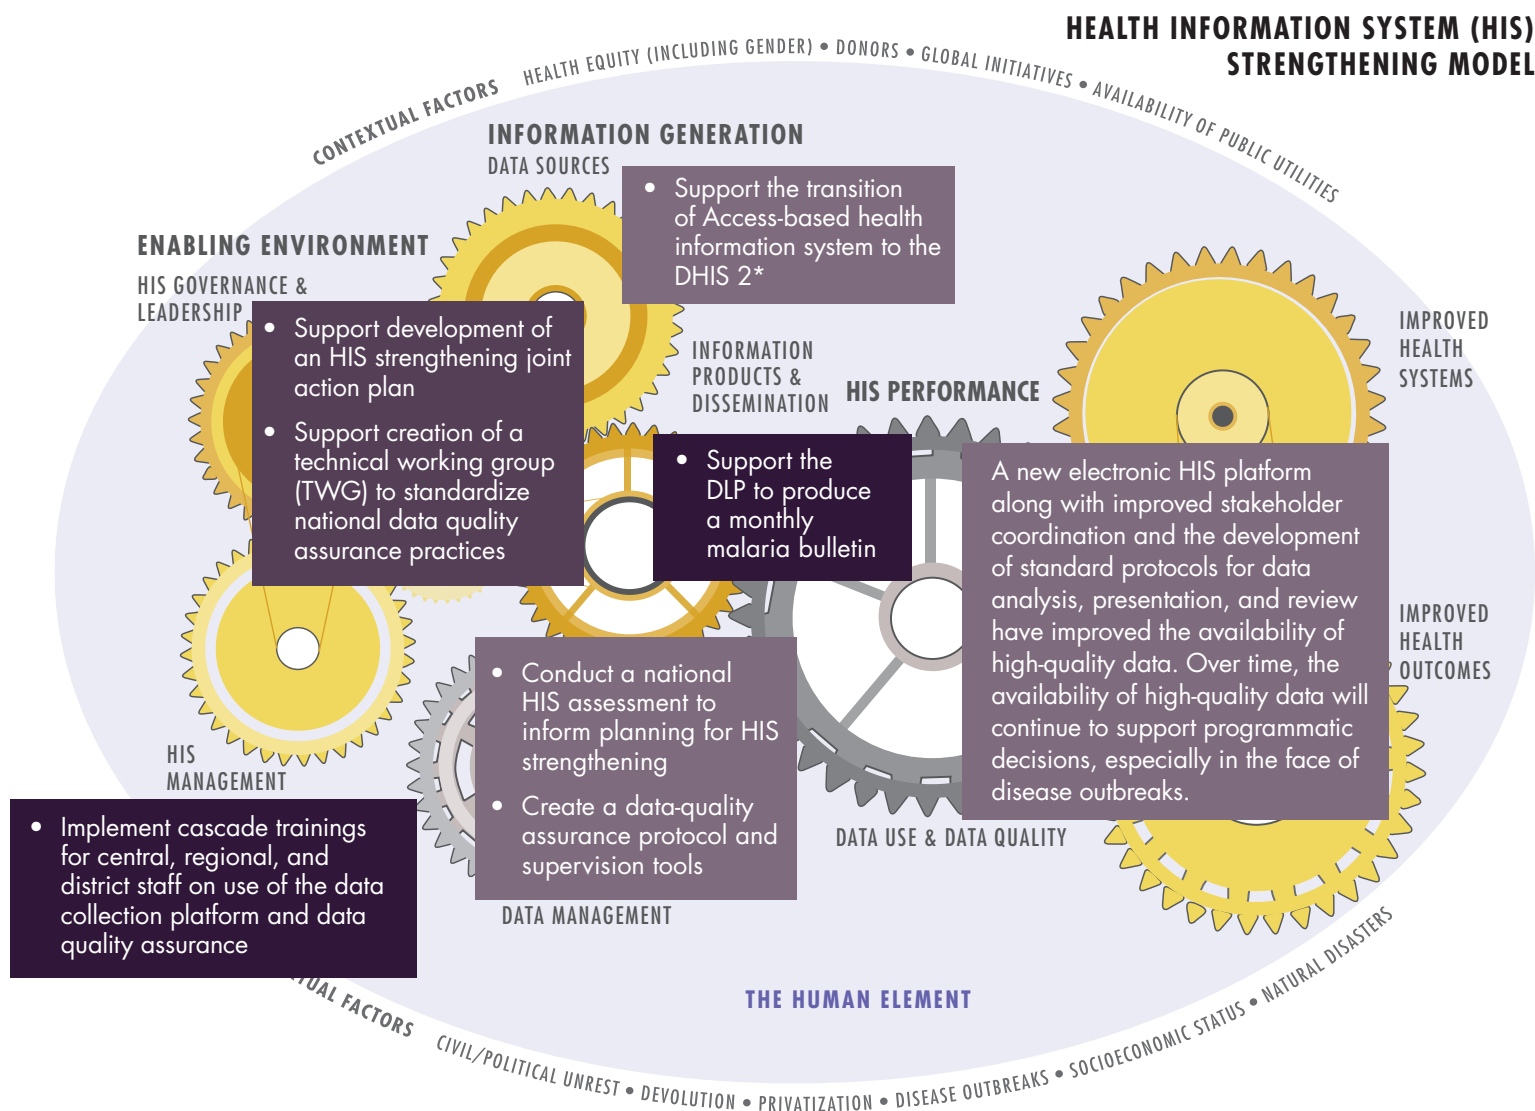 HEALTH INFORMATION SYSTEM (HIS)
STRENGTHENING MODEL
CONTEXTUAL FACTORS HEALTH EQUITY (INCLUDING GENDER) • DONORS • GLOBAL INITIATIVES • AVAILABILITY OF PUBLIC UTILITIES
INFORMATION GENERATION
DATA SOURCES
• Support the transition
of Access-based health
information system to the
DHIS 2*
ENABLING ENVIRONMENT
HIS GOVERNANCE &
LEADERSHIP
• Support development of
an HIS strengthening joint
action plan
• Support creation of a
technical working group
(TWG) to standardize
national data quality
assurance practices
INFORMATION
PRODUCTS &
DISSEMINATION
HIS PERFORMANCE
IMPROVED
HEALTH
SYSTEMS
• Support the
DLP to produce
a monthly
malaria bulletin
A new electronic HIS platform
along with improved stakeholder
coordination and the development
of standard protocols for data
analysis, presentation, and review
have improved the availability of
high-quality data. Over time, the
availability of high-quality data will
continue to support programmatic
decisions, especially in the face of
disease outbreaks.
IMPROVED
HEALTH
OUTCOMES
• Conduct a national
HIS assessment to
inform planning for HIS
strengthening
• Create a data-quality
assurance protocol and
supervision tools
DATA MANAGEMENT
DATA USE & DATA QUALITY
HIS
MANAGEMENT
• Implement cascade trainings
for central, regional, and
district staff on use of the data
collection platform and data
quality assurance
THE HUMAN ELEMENT
TUAL FACTORS CIVIL/POLITICAL UNREST • DEVOLUTION • PRIVATIZATION • DISEASE OUTBREAKS • SOCIOECONOMIC STATUS • NATURAL DISASTERS